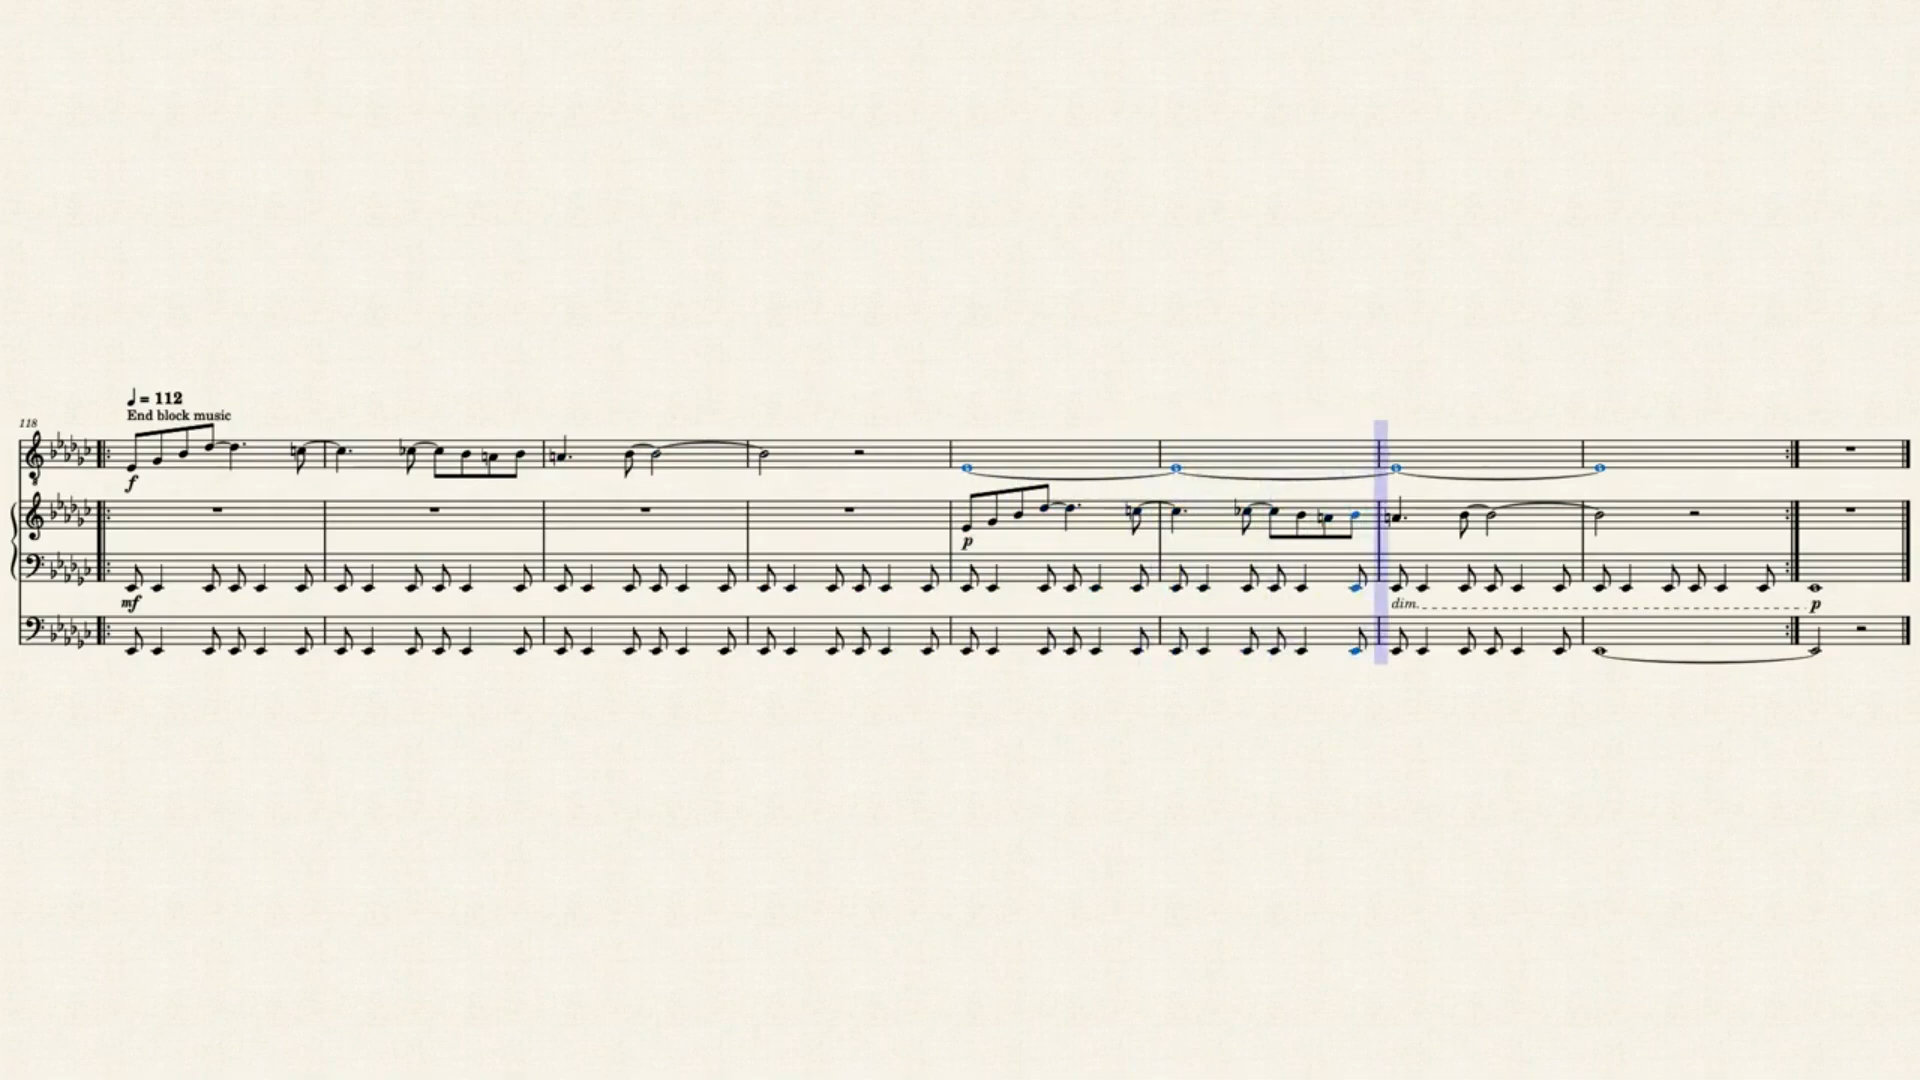 ♩ = 112
End block music
118
f
p
mf
dim.
p